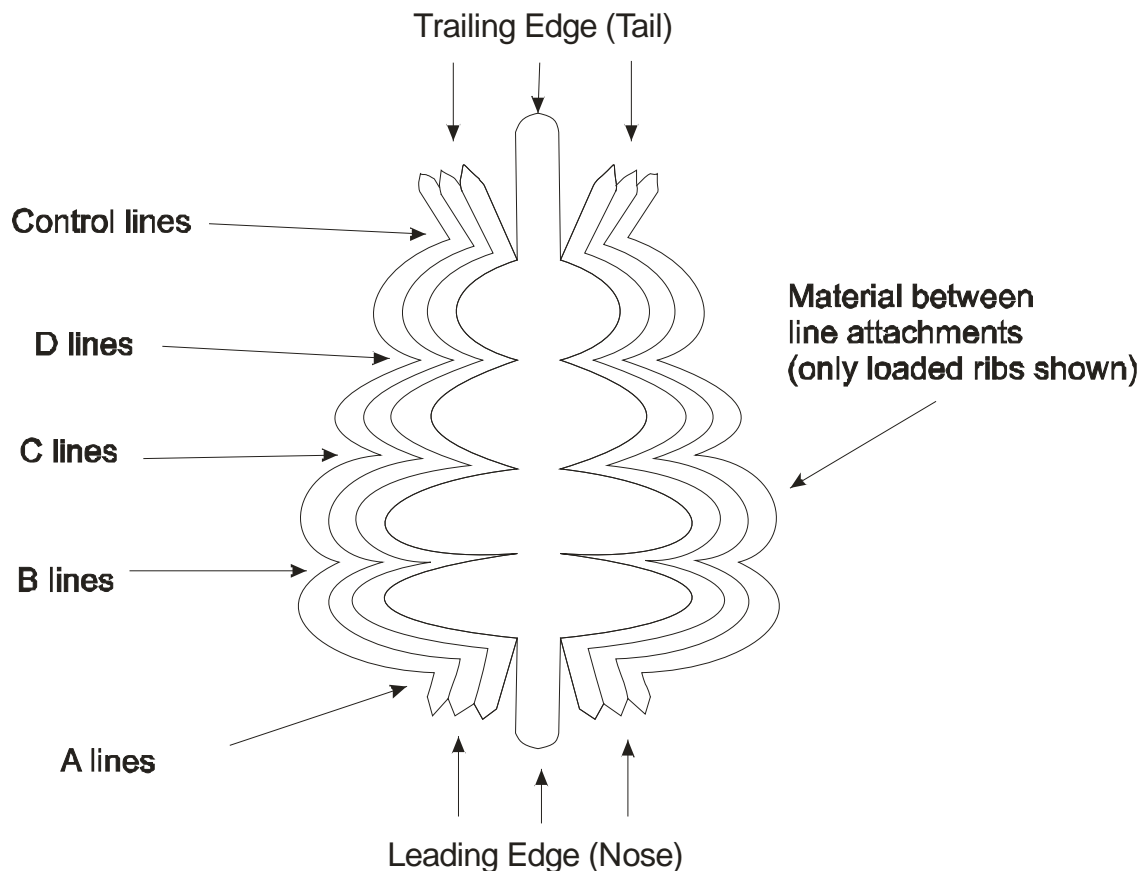 Trailing Edge (Tail)
Control lines
Material between
line attachments
(only loaded ribs shown)
D lines
C lines
B lines
A lines
Leading Edge (Nose)